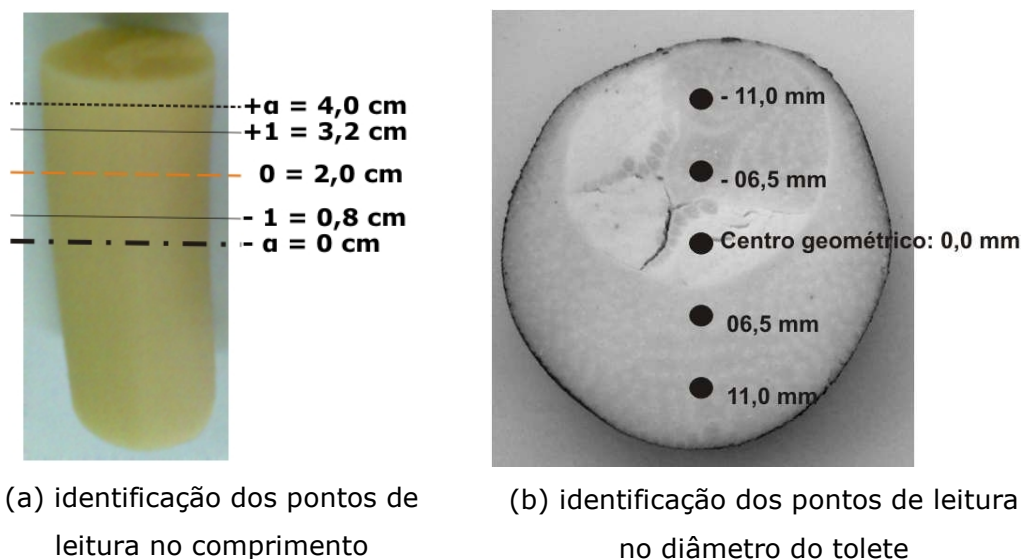 +α = 4,0 cm
+1 = 3,2 cm
0 = 2,0 cm
- 1 = 0,8 cm
- α = 0 cm
(a) identificação dos pontos de
leitura no comprimento
- 11,0 mm
- 06,5 mm
Centro geométrico: 0,0 mm
06,5 mm
11,0 mm
(b) identificação dos pontos de leitura
no diâmetro do tolete